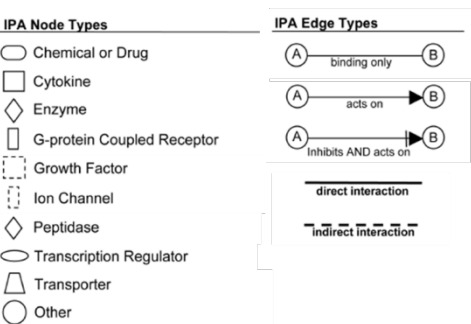 IPA Node Types
Chemical or Drug
Cytokine
Enzyme
G-protein Coupled Receptor
Growth Factor
Ion Channel
Peptidase
Transcription Regulator
Transporter
Other
IPA Edge Types
A B
binding only
A B
acts on
A B
Inhibits AND acts on
direct interaction
indirect interaction